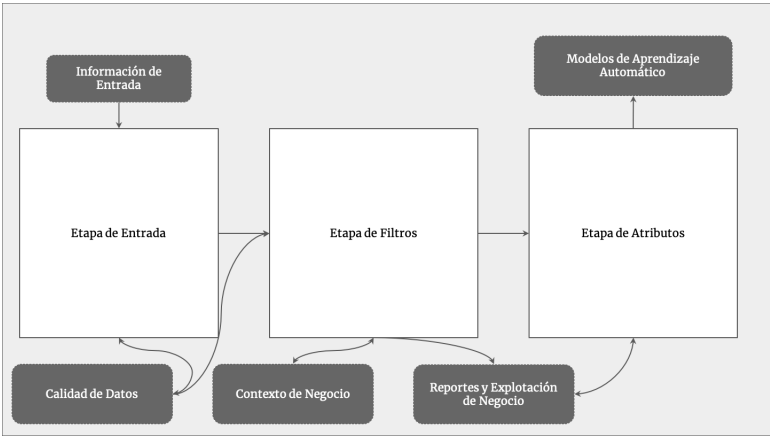 Información de
Entrada
Modelos de Aprendizaje
Automático
Etapa de Entrada
Etapa de Filtros
Etapa de Atributos
Calidad de Datos
Contexto de Negocio
Reportes y Explotación
de Negocio